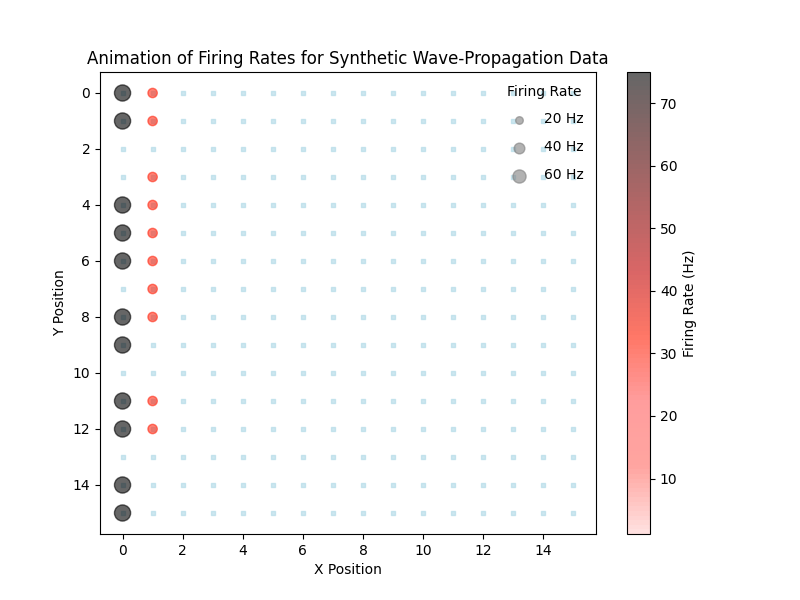 Animation of Firing Rates for Synthetic Wave-Propagation Data
Firing Rate
20 Hz
40 Hz
60 Hz
0
2
4
6
8
10
12
14
Y Position
0
2
4
6
8
10
12
14
X Position
70
60
50
40
30
20
10
Firing Rate (Hz)